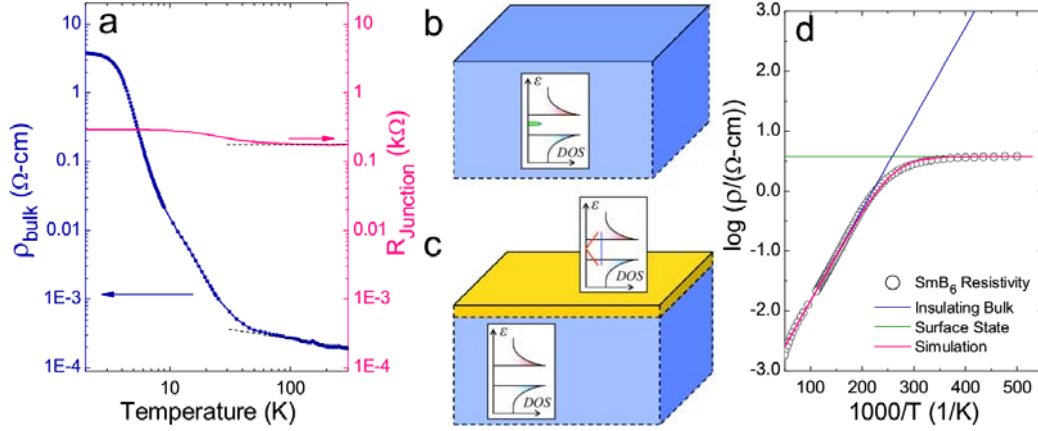 a
10
1
0.1
0.01
1E-3
1E-4
ρbulk (Ω-cm)
10
1
0.1
0.01
1E-3
1E-4
RJunction (kΩ)
10
100
Temperature (K)
b
ε
DOS
c
ε
DOS
ε
DOS
d
3.0
2.0
1.0
0.0
-1.0
-2.0
-3.0
log (ρ/(Ω-cm))
SmB6 Resistivity
Insulating Bulk
Surface State
Simulation
100
200
300
400
500
1000/T (1/K)